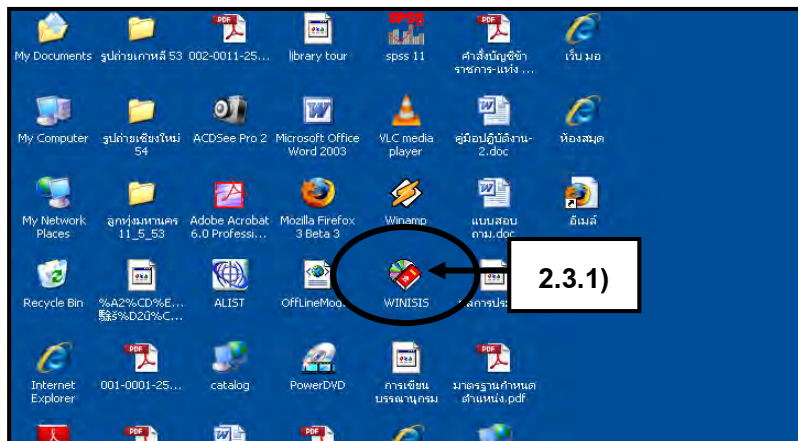 My Documents
รูปถ่ายเกาหลี 53
002-0011-25...
library tour
SPSS
spss 11
คำสั่งบัญชีข้า
ราชการ-แห่ง ...
เว็บ มอ
My Computer
รูปถ่ายเชียงใหม่
54
ACDSee Pro 2
Microsoft Office
Word 2003
VLC media
player
คู่มือปฏิบัติงาน-
2.doc
ห้องสมุด
My Network
Places
ลูกทุ่งมหานคร
11_5_53
Adobe Acrobat
6.0 Professi...
Mozilla Firefox
3 Beta 3
Winamp
แบบสอบ
ถาม.doc
อีเมล์
Recycle Bin
%A2%CD%E...
ALIST
OffLineMog...
WINISIS
2.3.1)
Internet
Explorer
001-0001-25...
catalog
PowerDVD
การเขียน
บรรณานุกรม
มาตรฐานกำหนด
ตำแหน่ง.pdf